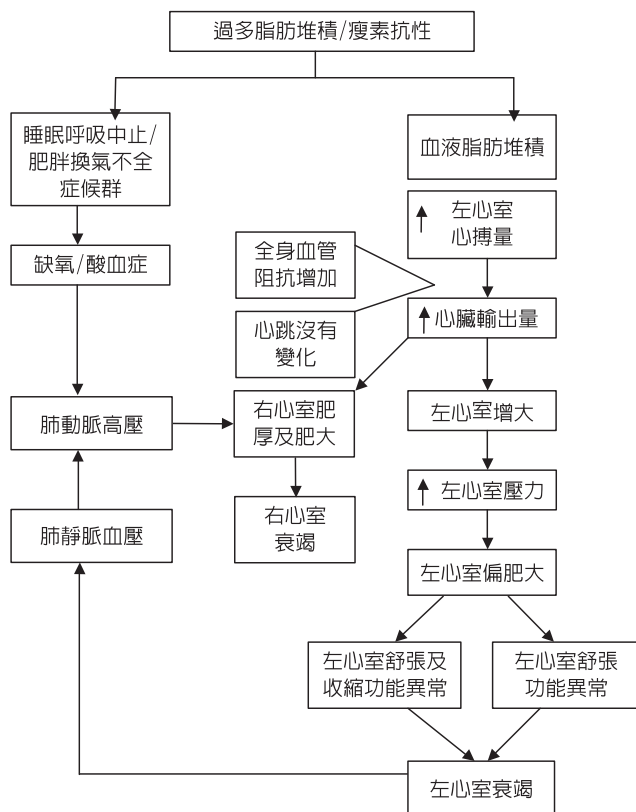 過多脂肪堆積/瘦素抗性
睡眠呼吸中止/
肥胖換氣不全
症候群
血液脂肪堆積
↑ 左心室
心搏量
全身血管
阻抗增加
缺氧/酸血症
↑心臟輸出量
心跳沒有
變化
肺動脈高壓
右心室肥
厚及肥大
左心室增大
↑ 左心室壓力
右心室
衰竭
肺靜脈血壓
左心室偏肥大
左心室舒張及
收縮功能異常
左心室舒張
功能異常
左心室衰竭